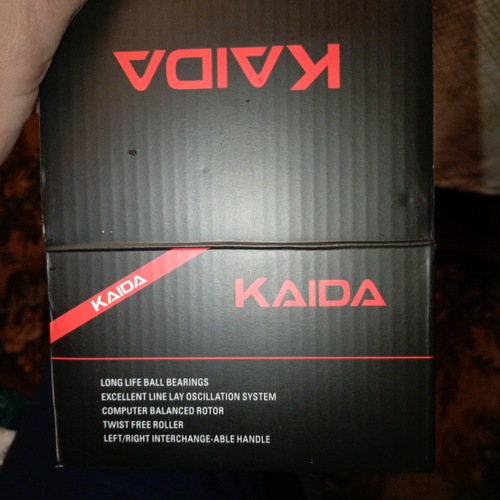 KAIDA
KAIDA
KAIDA
LONG LIFE BALL BEARINGS
EXCELLENT LINE LAY OSCILLATION SYSTEM
COMPUTER BALANCED ROTOR
TWIST FREE ROLLER
LEFT/RIGHT INTERCHANGE-ABLE HANDLE